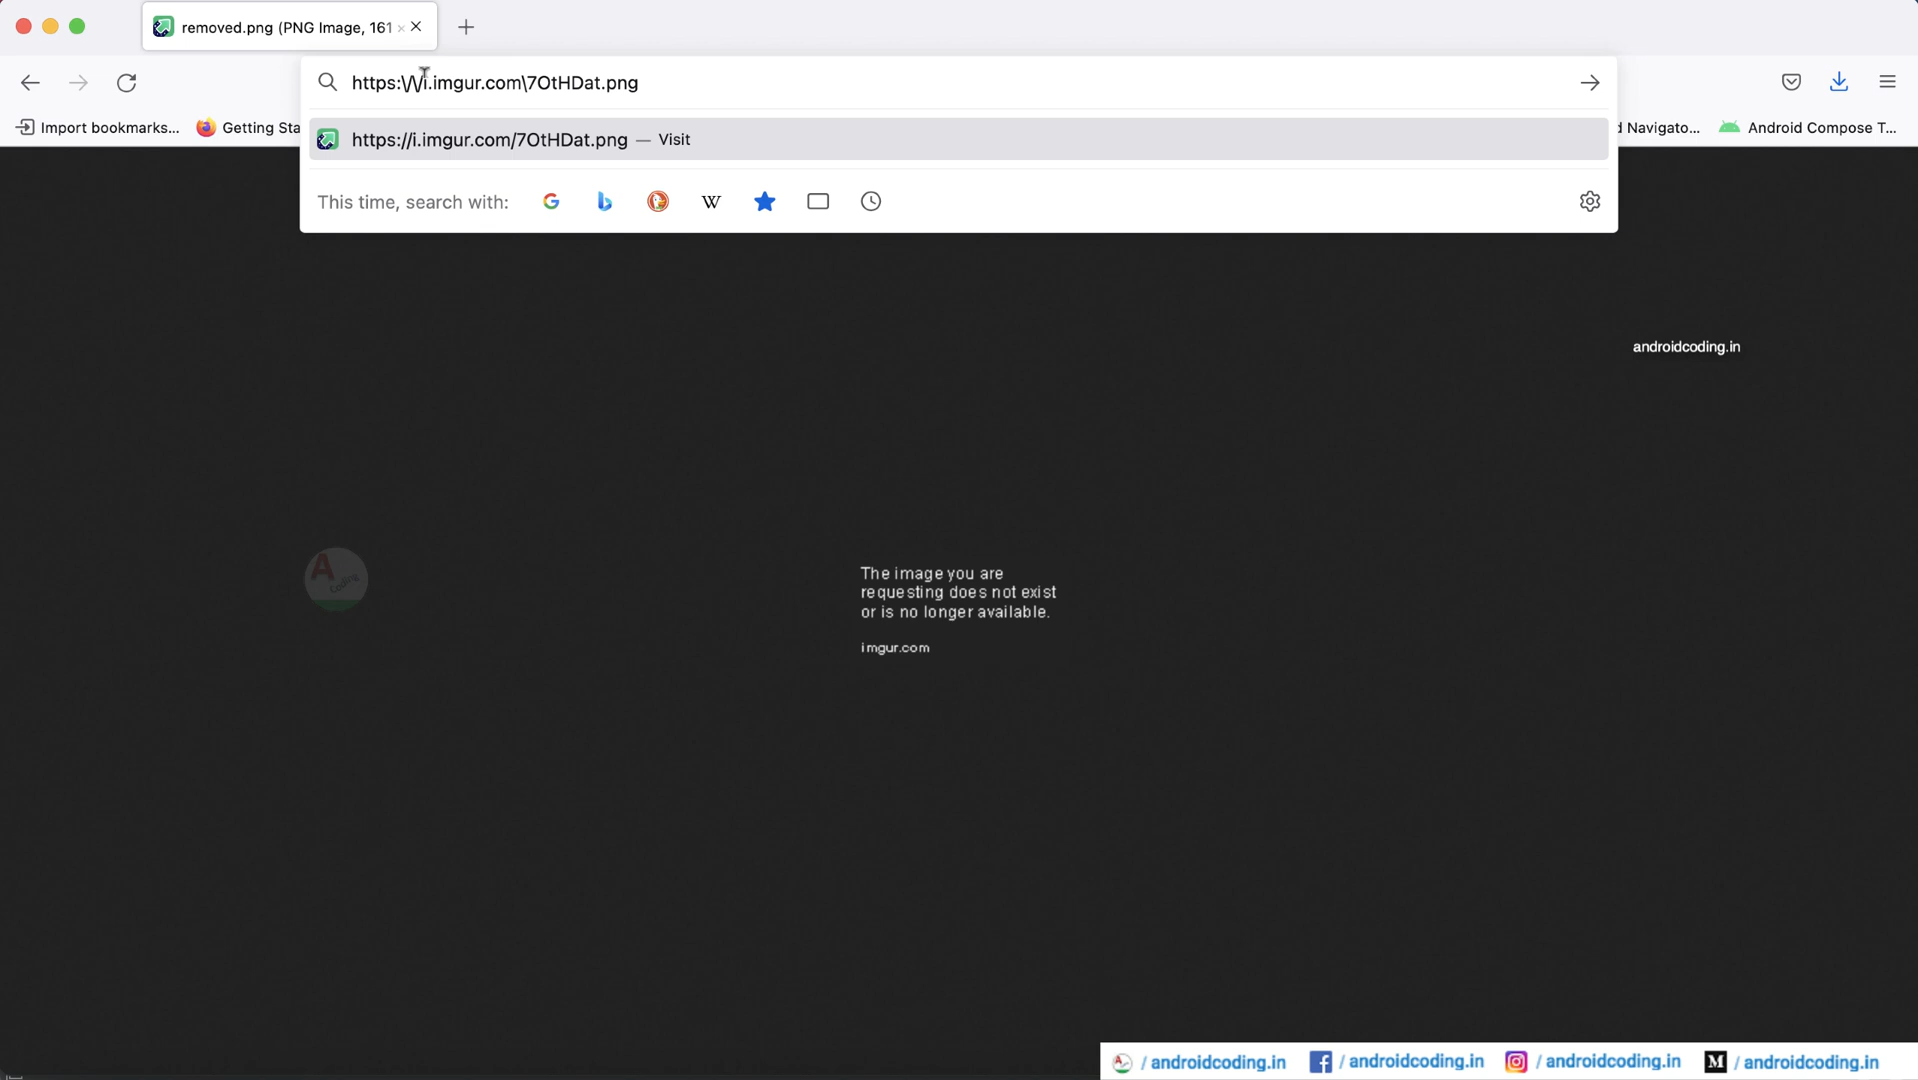 removed.png (PNG Image, 161
https:\/\/i.imgur.com\7OtHDat.png
Import bookmarks...
Getting Sta
d Navigato...
Android Compose T...
https://i.imgur.com/7OtHDat.png — Visit
This time, search with:
W
androidcoding.in
A
Coding
The image you are
requesting does not exist
or is no longer available.
imgur.com
/ androidcoding.in
/ androidcoding.in
/ androidcoding.in
M / androidcoding.in